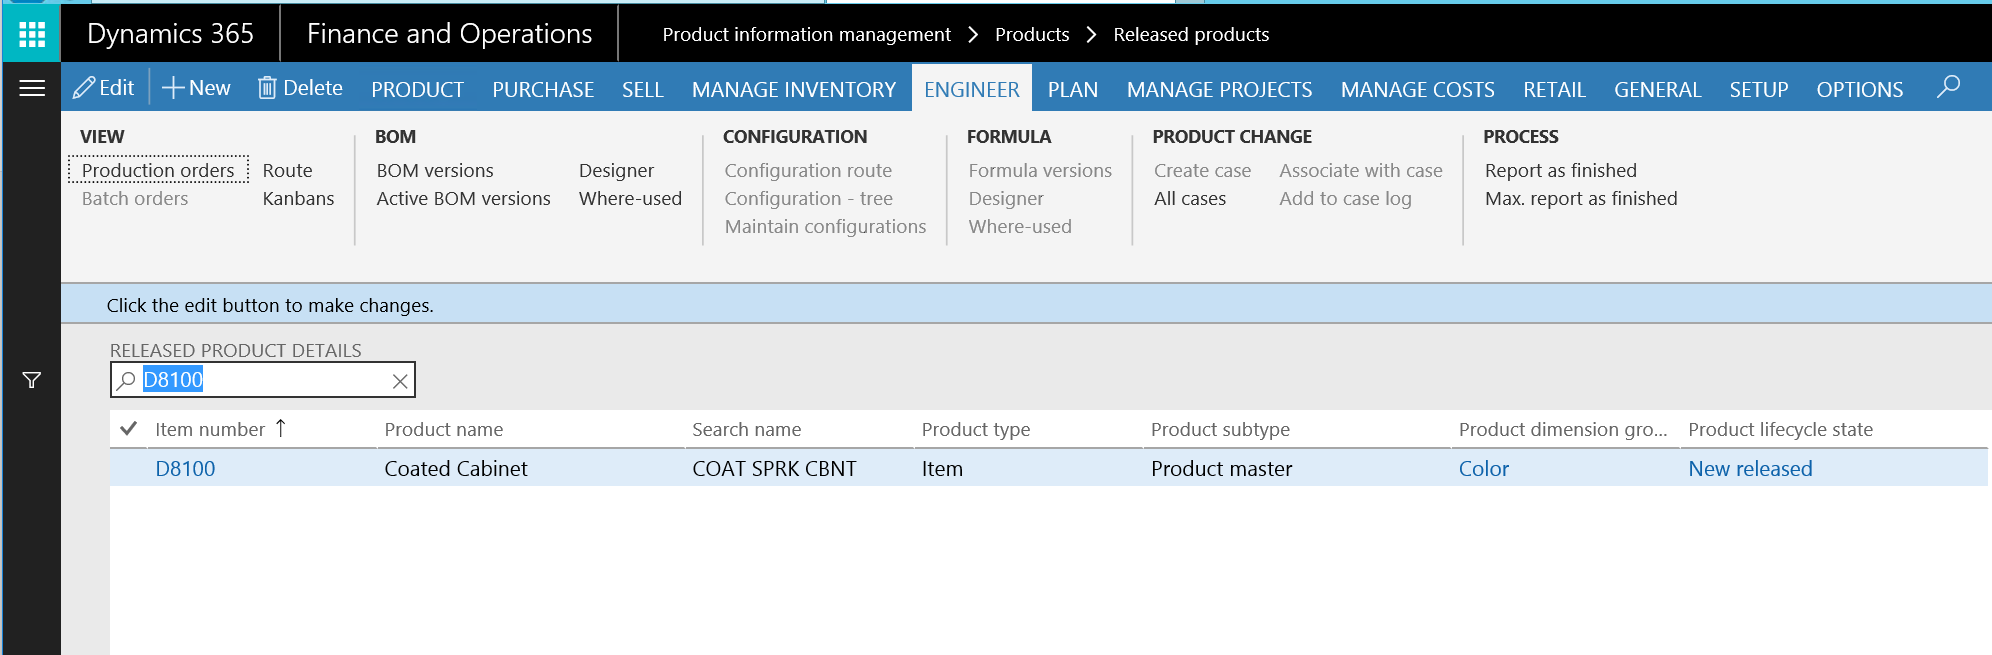 Dynamics 365 Finance and Operations Product information management > Products > Released products
Edit New Delete PRODUCT PURCHASE SELL MANAGE INVENTORY ENGINEER PLAN MANAGE PROJECTS MANAGE COSTS RETAIL GENERAL SETUP OPTIONS
VIEW BOM CONFIGURATION FORMULA PRODUCT CHANGE PROCESS
Production orders Route BOM versions Designer Configuration route Formula versions Create case Associate with case Report as finished
Batch orders Kanbans Active BOM versions Where-used Configuration - tree Designer All cases Add to case log Max. report as finished
Maintain configurations Where-used
Click the edit button to make changes.
RELEASED PRODUCT DETAILS
D8100
Item number ↑ Product name Search name Product type Product subtype Product dimension gro... Product lifecycle state
D8100 Coated Cabinet COAT SPRK CBNT Item Product master Color New released